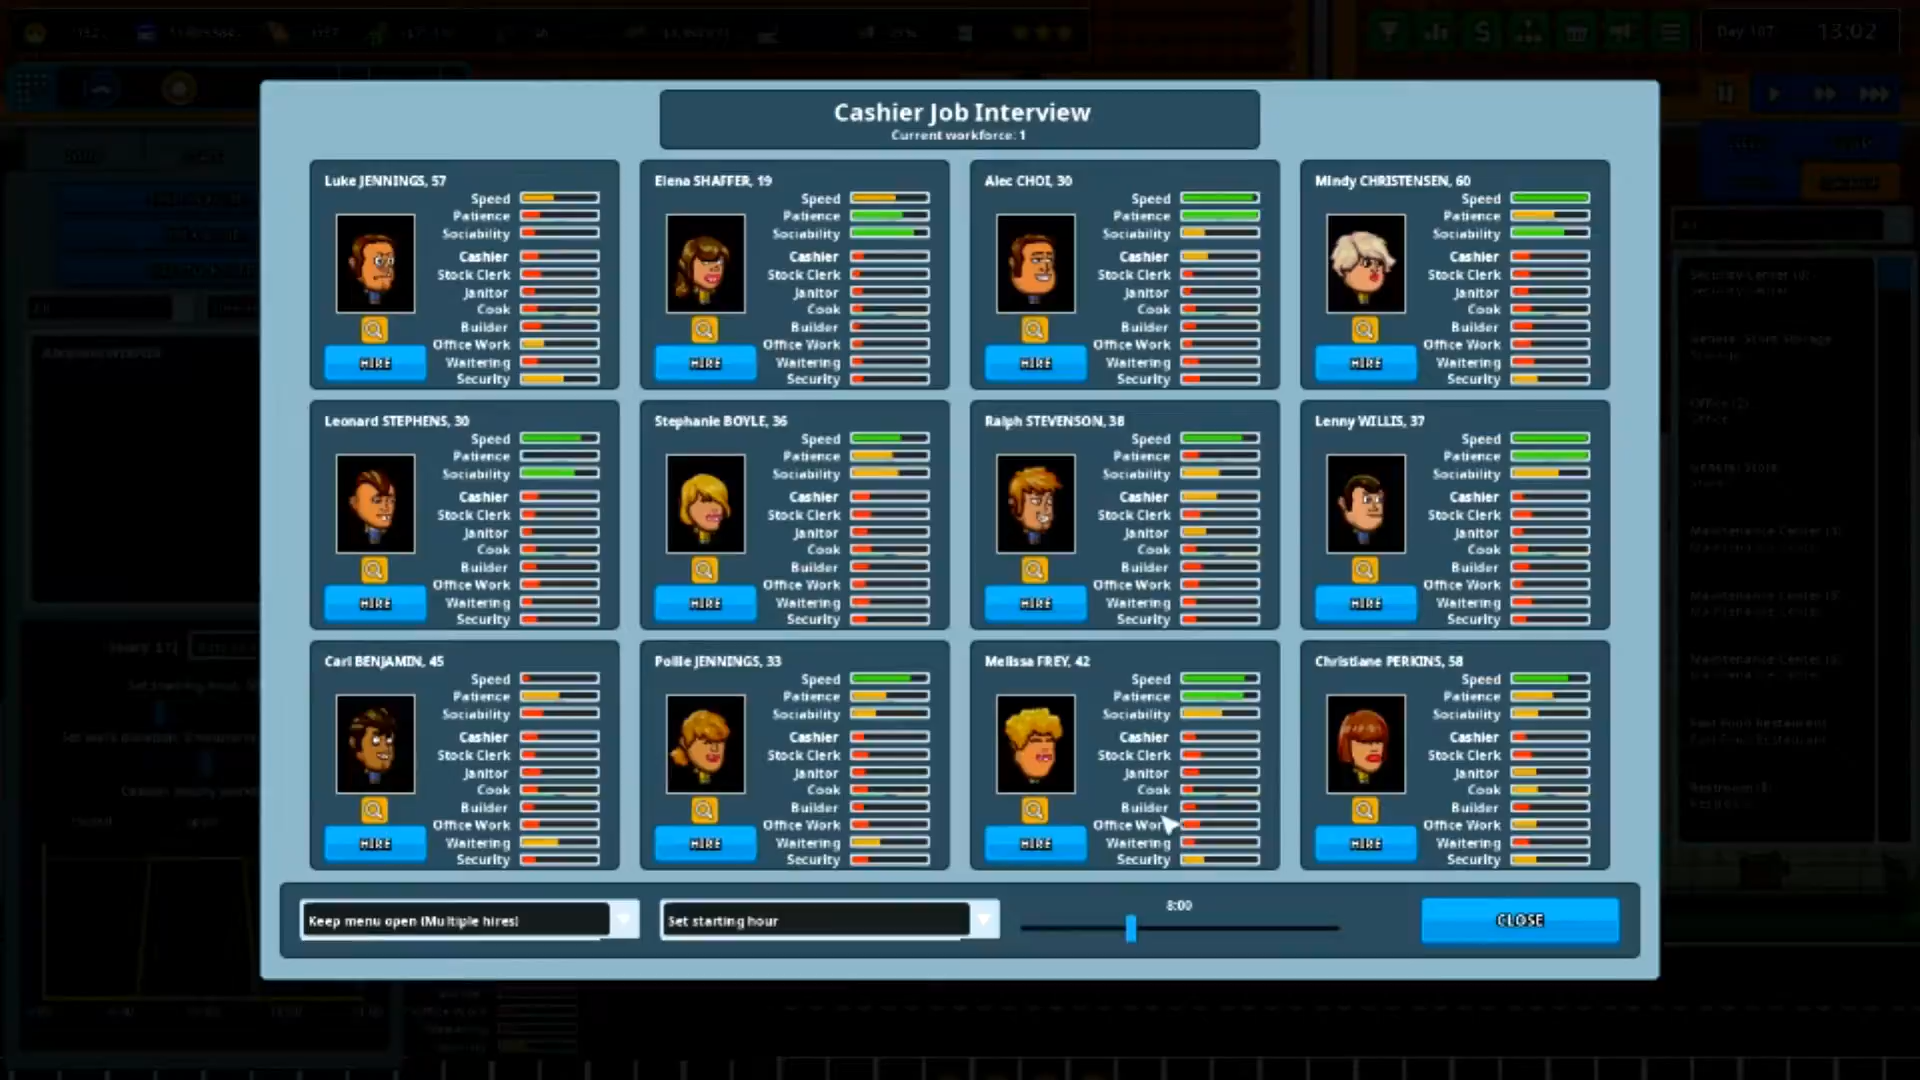 Day 107 13:02
Cashier Job Interview
Current workforce: 1
Luke JENNINGS, 57
Speed
Patience
Sociability
Cashier
Stock Clerk
Janitor
Cook
Builder
Office Work
Waitering
Security
HIRE
Elena SHAFFER, 19
Speed
Patience
Sociability
Cashier
Stock Clerk
Janitor
Cook
Builder
Office Work
Waitering
Security
HIRE
Alec CHOI, 30
Speed
Patience
Sociability
Cashier
Stock Clerk
Janitor
Cook
Builder
Office Work
Waitering
Security
HIRE
Mindy CHRISTENSEN, 60
Speed
Patience
Sociability
Cashier
Stock Clerk
Janitor
Cook
Builder
Office Work
Waitering
Security
HIRE
Leonard STEPHENS, 30
Speed
Patience
Sociability
Cashier
Stock Clerk
Janitor
Cook
Builder
Office Work
Waitering
Security
HIRE
Stephanie BOYLE, 36
Speed
Patience
Sociability
Cashier
Stock Clerk
Janitor
Cook
Builder
Office Work
Waitering
Security
HIRE
Ralph STEVENSON, 38
Speed
Patience
Sociability
Cashier
Stock Clerk
Janitor
Cook
Builder
Office Work
Waitering
Security
HIRE
Lenny WILLIS, 37
Speed
Patience
Sociability
Cashier
Stock Clerk
Janitor
Cook
Builder
Office Work
Waitering
Security
HIRE
Carl BENJAMIN, 45
Speed
Patience
Sociability
Cashier
Stock Clerk
Janitor
Cook
Builder
Office Work
Waitering
Security
HIRE
Pollie JENNINGS, 33
Speed
Patience
Sociability
Cashier
Stock Clerk
Janitor
Cook
Builder
Office Work
Waitering
Security
HIRE
Melissa FREY, 42
Speed
Patience
Sociability
Cashier
Stock Clerk
Janitor
Cook
Builder
Office Work
Waitering
Security
HIRE
Christiane PERKINS, 58
Speed
Patience
Sociability
Cashier
Stock Clerk
Janitor
Cook
Builder
Office Work
Waitering
Security
HIRE
Keep menu open (Multiple hires)
Set starting hour
8:00
CLOSE